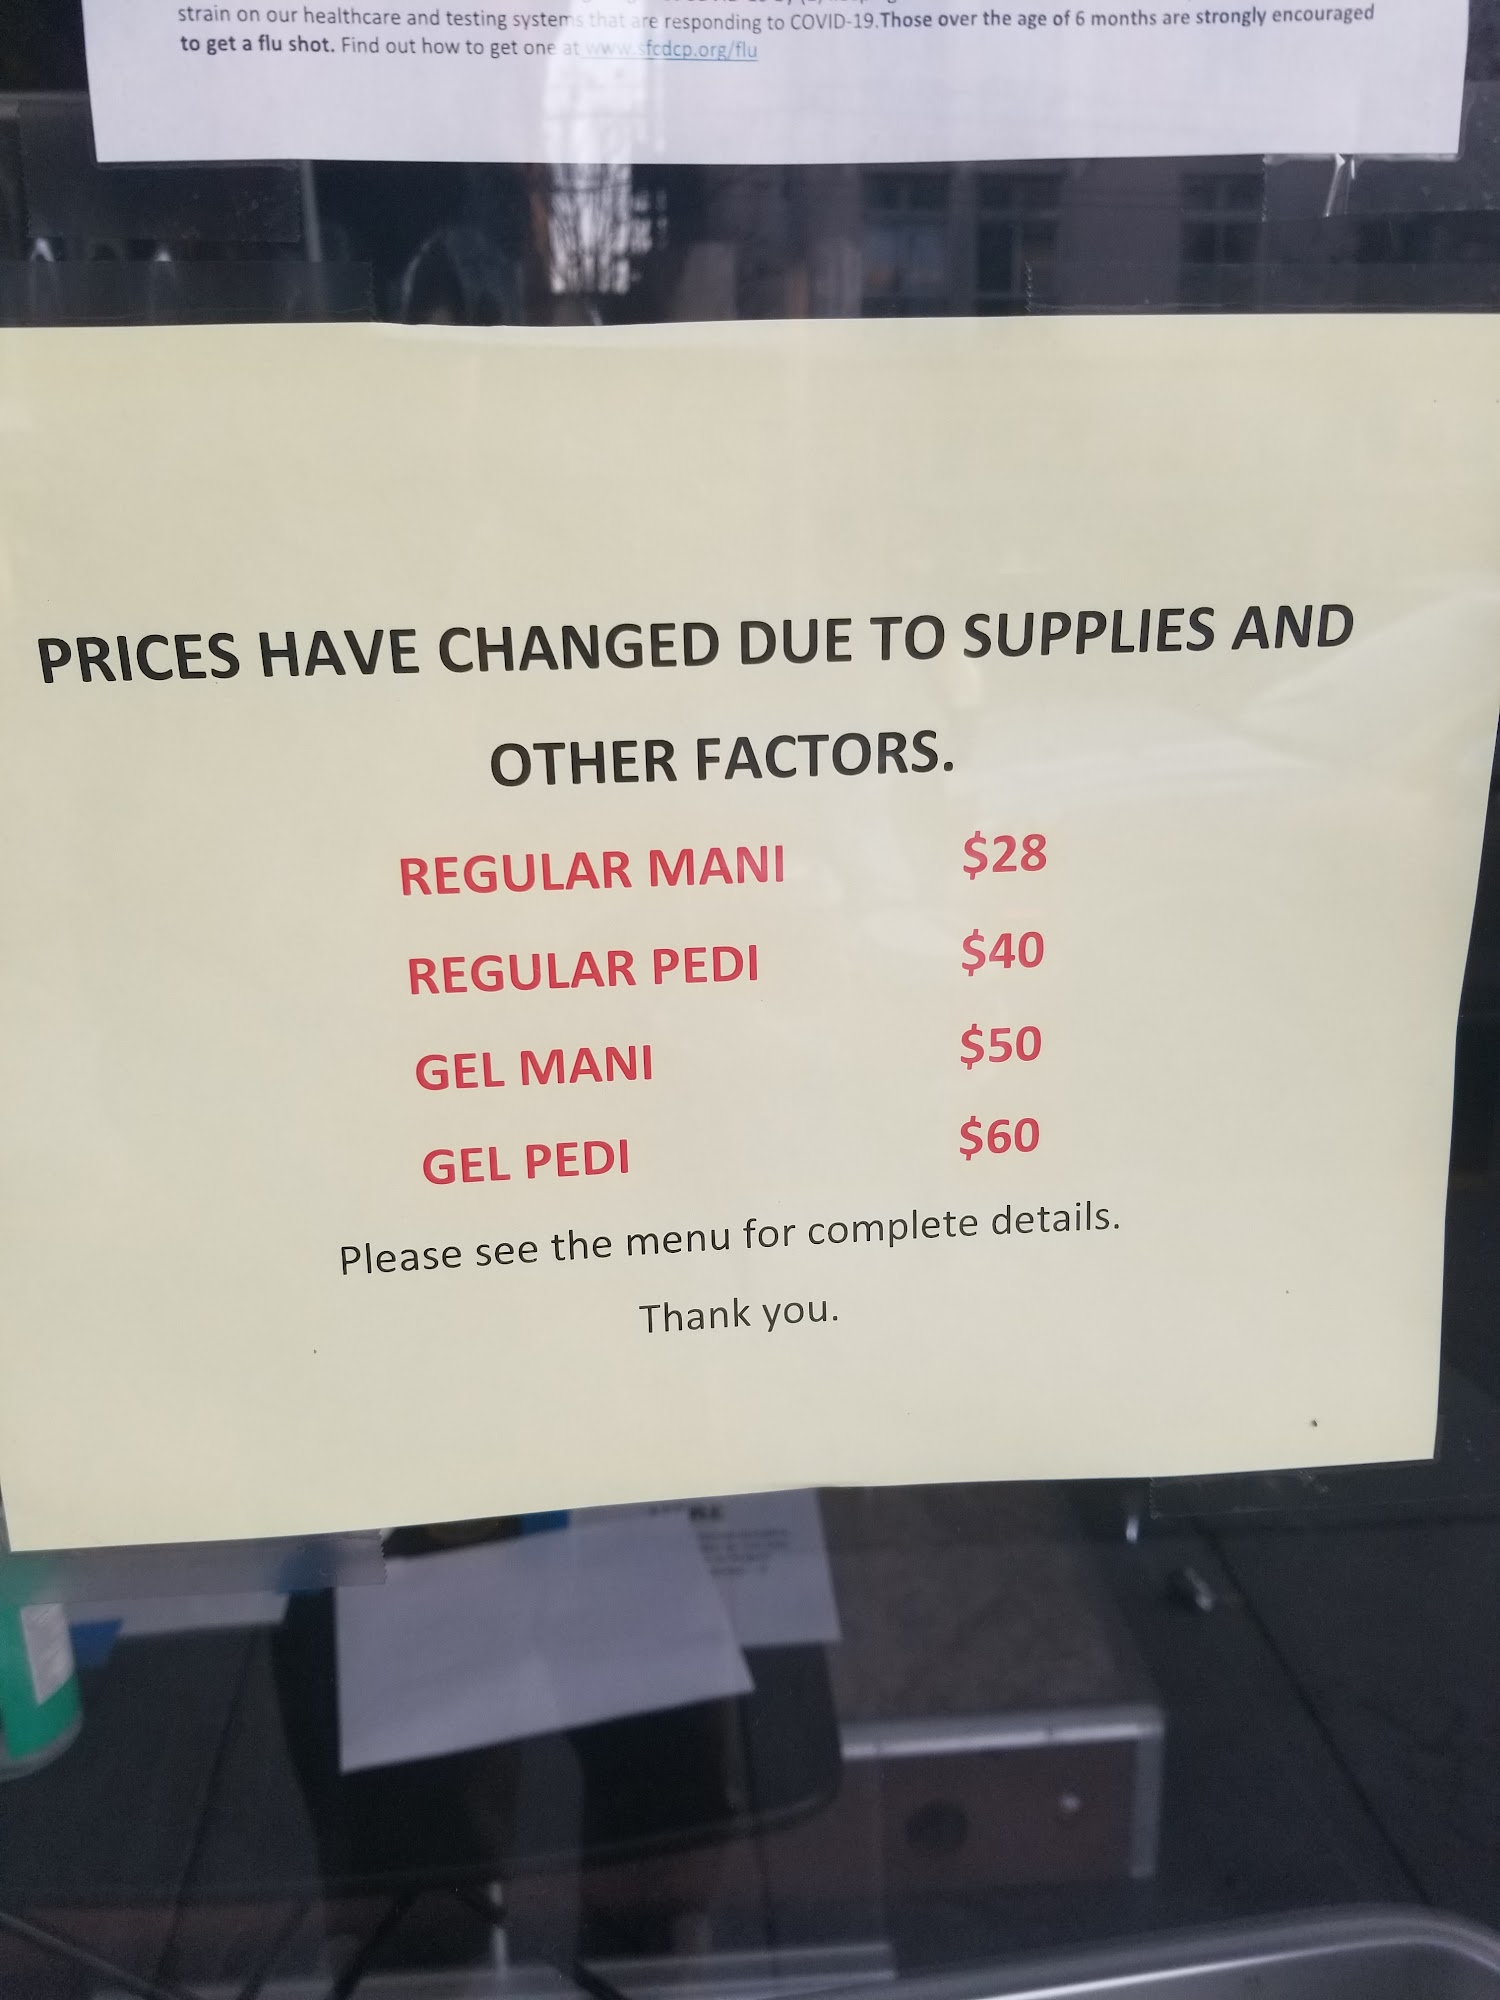 strain on our healthcare and testing systems that are responding to COVID-19.Those over the age of 6 months are strongly encouraged
to get a flu shot. Find out how to get one at www.sfcdcp.org/flu
PRICES HAVE CHANGED DUE TO SUPPLIES AND
OTHER FACTORS.
REGULAR MANI $28
REGULAR PEDI $40
GEL MANI $50
GEL PEDI $60
Please see the menu for complete details.
Thank you.